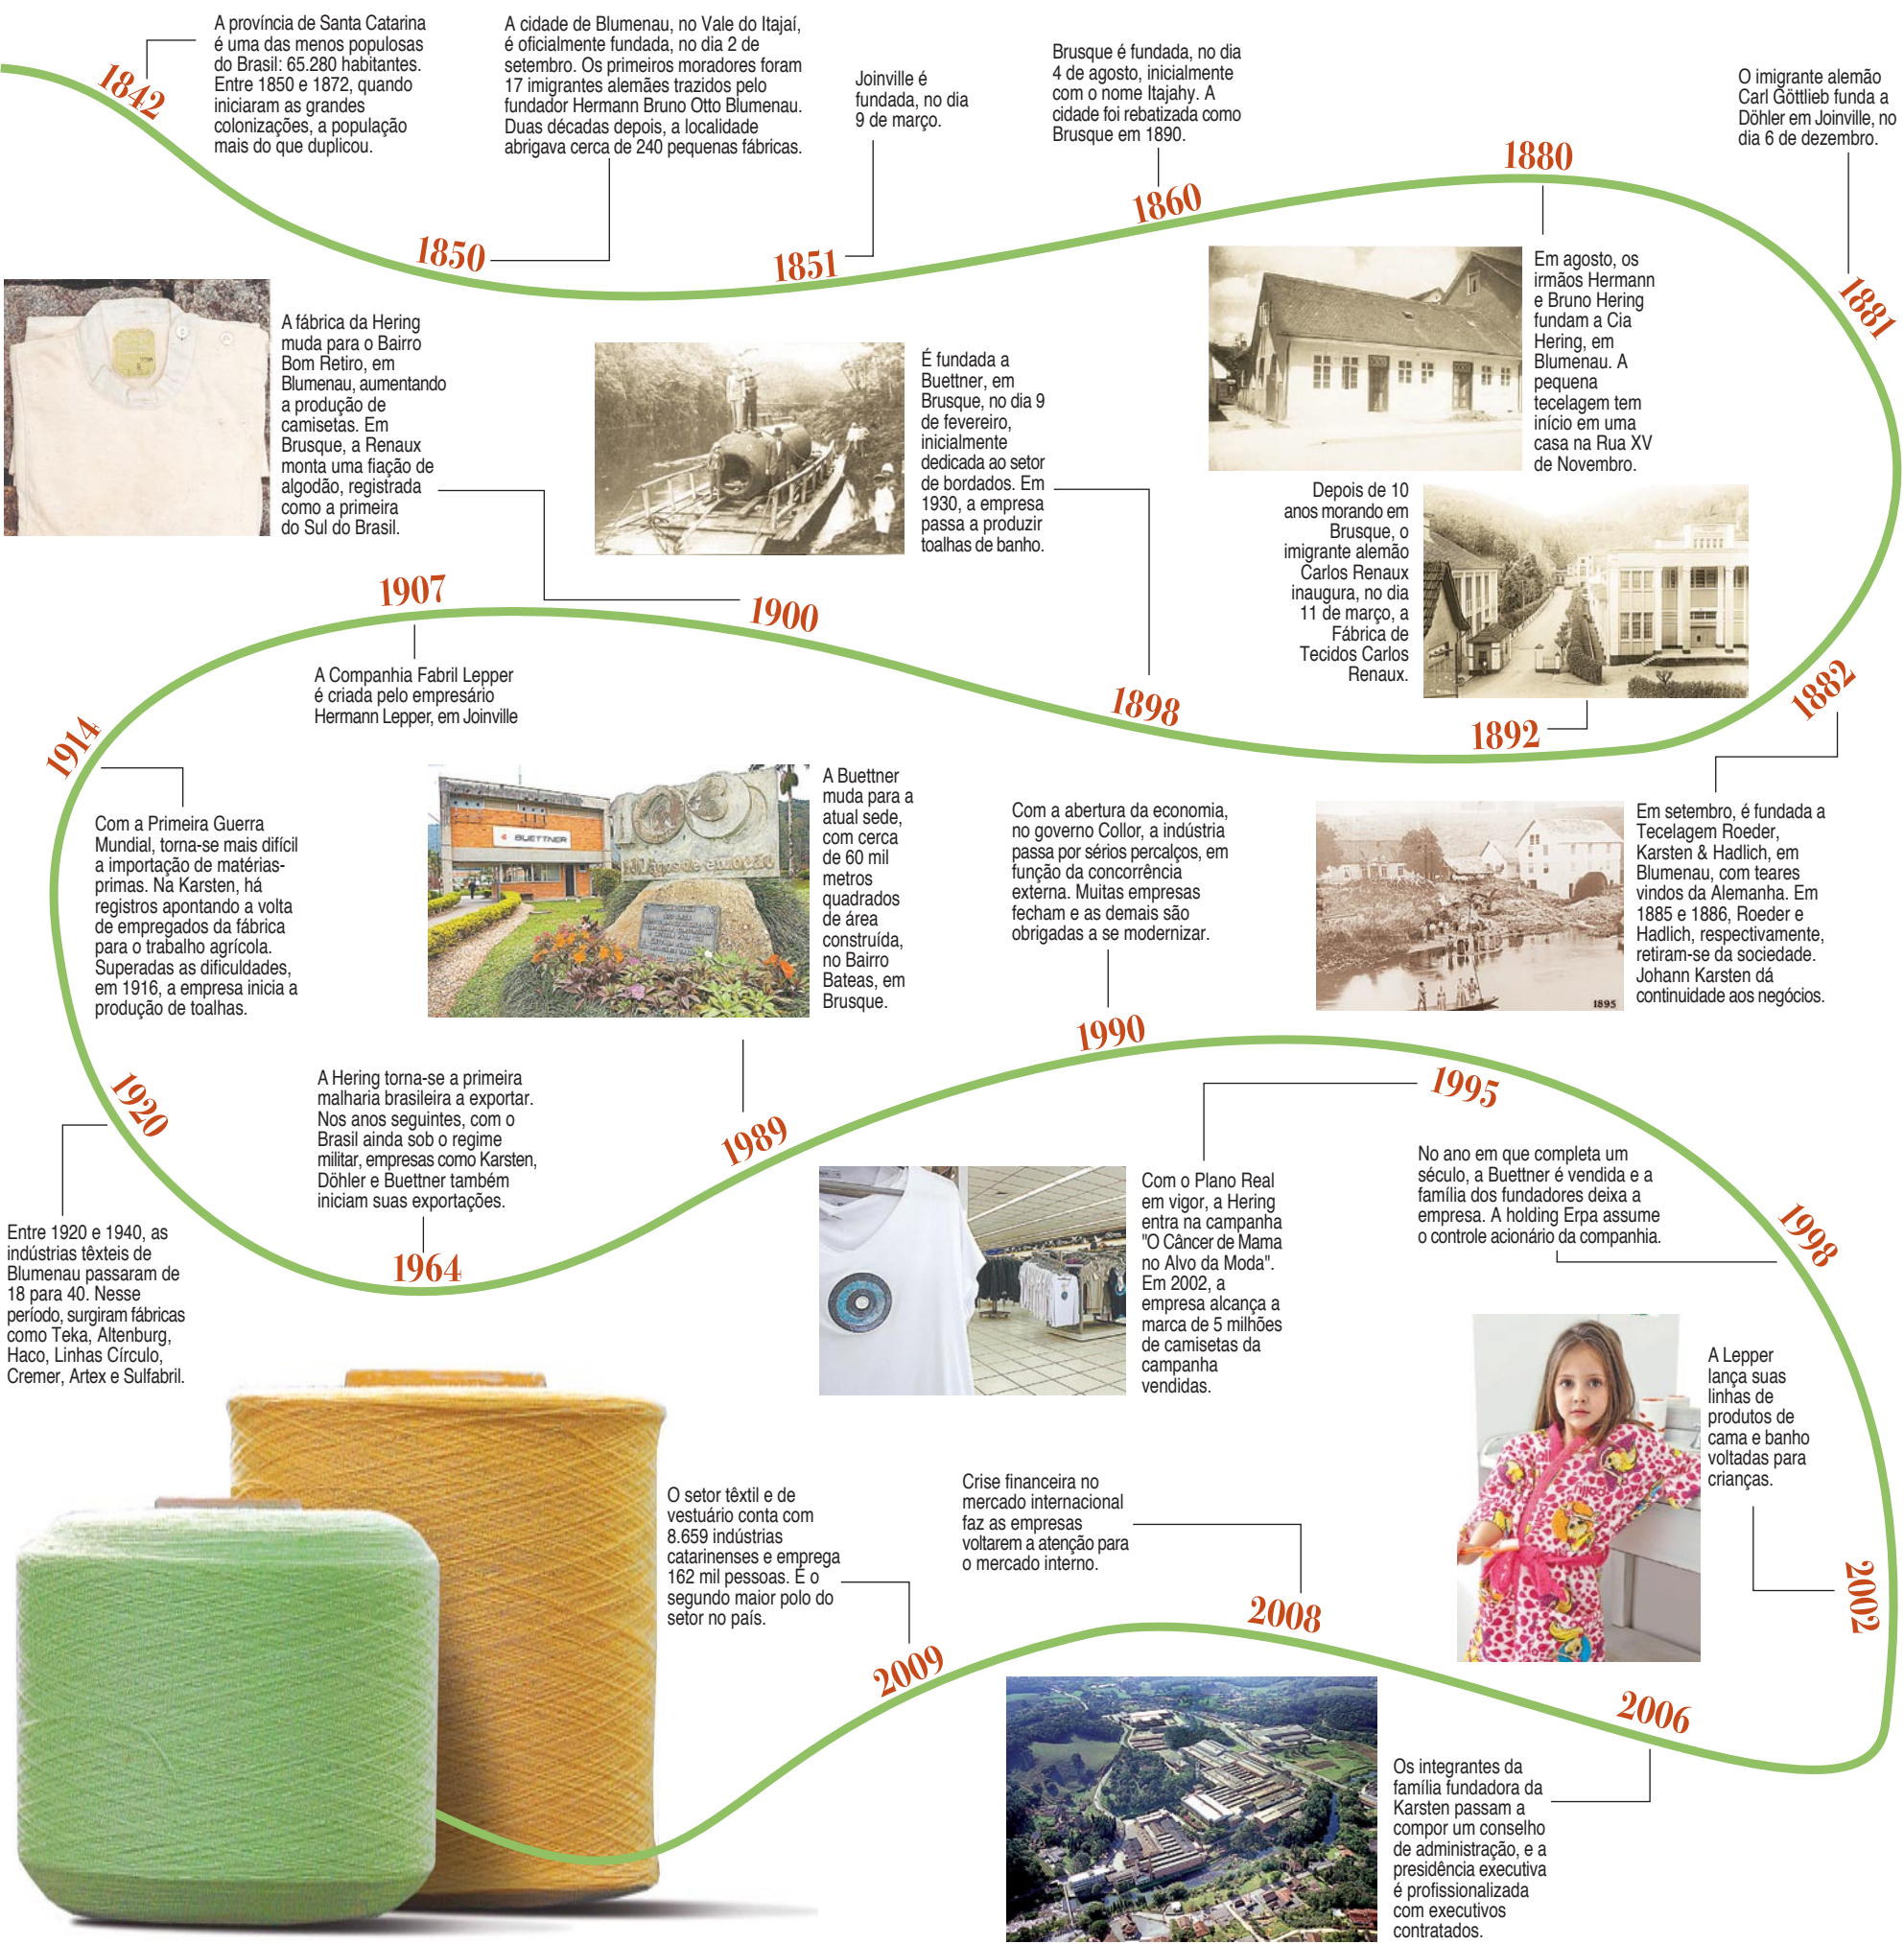 1842
A província de Santa Catarina
é uma das menos populosas
do Brasil: 65.280 habitantes.
Entre 1850 e 1872, quando
iniciaram as grandes
colonizações, a população
mais do que duplicou.
1850
A cidade de Blumenau, no Vale do Itajaí,
é oficialmente fundada, no dia 2 de
setembro. Os primeiros moradores foram
17 imigrantes alemães trazidos pelo
fundador Hermann Bruno Otto Blumenau.
Duas décadas depois, a localidade
abrigava cerca de 240 pequenas fábricas.
1851
Joinville é
fundada, no dia
9 de março.
1860
Brusque é fundada, no dia
4 de agosto, inicialmente
com o nome Itajahy. A
cidade foi rebatizada como
Brusque em 1890.
1880
Em agosto, os
irmãos Hermann
e Bruno Hering
fundam a Cia
Hering, em
Blumenau. A
pequena
tecelagem tem
início em uma
casa na Rua XV
de Novembro.
1881
O imigrante alemão
Carl Göttlieb funda a
Döhler em Joinville, no
dia 6 de dezembro.
1882
Em setembro, é fundada a
Tecelagem Roeder,
Karsten & Hadlich, em
Blumenau, com teares
vindos da Alemanha. Em
1885 e 1886, Roeder e
Hadlich, respectivamente,
retiram-se da sociedade.
Johann Karsten dá
continuidade aos negócios.
1895
1892
Depois de 10
anos morando em
Brusque, o
imigrante alemão
Carlos Renaux
inaugura, no dia
11 de março, a
Fábrica de
Tecidos Carlos
Renaux.
1898
É fundada a
Buettner, em
Brusque, no dia 9
de fevereiro,
inicialmente
dedicada ao setor
de bordados. Em
1930, a empresa
passa a produzir
toalhas de banho.
1900
A fábrica da Hering
muda para o Bairro
Bom Retiro, em
Blumenau, aumentando
a produção de
camisetas. Em
Brusque, a Renaux
monta uma fiação de
algodão, registrada
como a primeira
do Sul do Brasil.
1907
A Companhia Fabril Lepper
é criada pelo empresário
Hermann Lepper, em Joinville
1914
Com a Primeira Guerra
Mundial, torna-se mais difícil
a importação de matérias-
primas. Na Karsten, há
registros apontando a volta
de empregados da fábrica
para o trabalho agrícola.
Superadas as dificuldades,
em 1916, a empresa inicia a
produção de toalhas.
1920
Entre 1920 e 1940, as
indústrias têxteis de
Blumenau passaram de
18 para 40. Nesse
período, surgiram fábricas
como Teka, Altenburg,
Haco, Linhas Círculo,
Cremer, Artex e Sulfabril.
1964
A Hering torna-se a primeira
malharia brasileira a exportar.
Nos anos seguintes, com o
Brasil ainda sob o regime
militar, empresas como Karsten,
Döhler e Buettner também
iniciam suas exportações.
1989
A Buettner
muda para a
atual sede,
com cerca
de 60 mil
metros
quadrados
de área
construída,
no Bairro
Bateas, em
Brusque.
BUETTNER
100
1990
Com a abertura da economia,
no governo Collor, a indústria
passa por sérios percalços, em
função da concorrência
externa. Muitas empresas
fecham e as demais são
obrigadas a se modernizar.
1995
Com o Plano Real
em vigor, a Hering
entra na campanha
"O Câncer de Mama
no Alvo da Moda".
Em 2002, a
empresa alcança a
marca de 5 milhões
de camisetas da
campanha
vendidas.
1998
No ano em que completa um
século, a Buettner é vendida e a
família dos fundadores deixa a
empresa. A holding Erpa assume
o controle acionário da companhia.
2002
A Lepper
lança suas
linhas de
produtos de
cama e banho
voltadas para
crianças.
2006
Os integrantes da
família fundadora da
Karsten passam a
compor um conselho
de administração, e a
presidência executiva
é profissionalizada
com executivos
contratados.
2008
Crise financeira no
mercado internacional
faz as empresas
voltarem a atenção para
o mercado interno.
2009
O setor têxtil e de
vestuário conta com
8.659 indústrias
catarinenses e emprega
162 mil pessoas. É o
segundo maior polo do
setor no país.